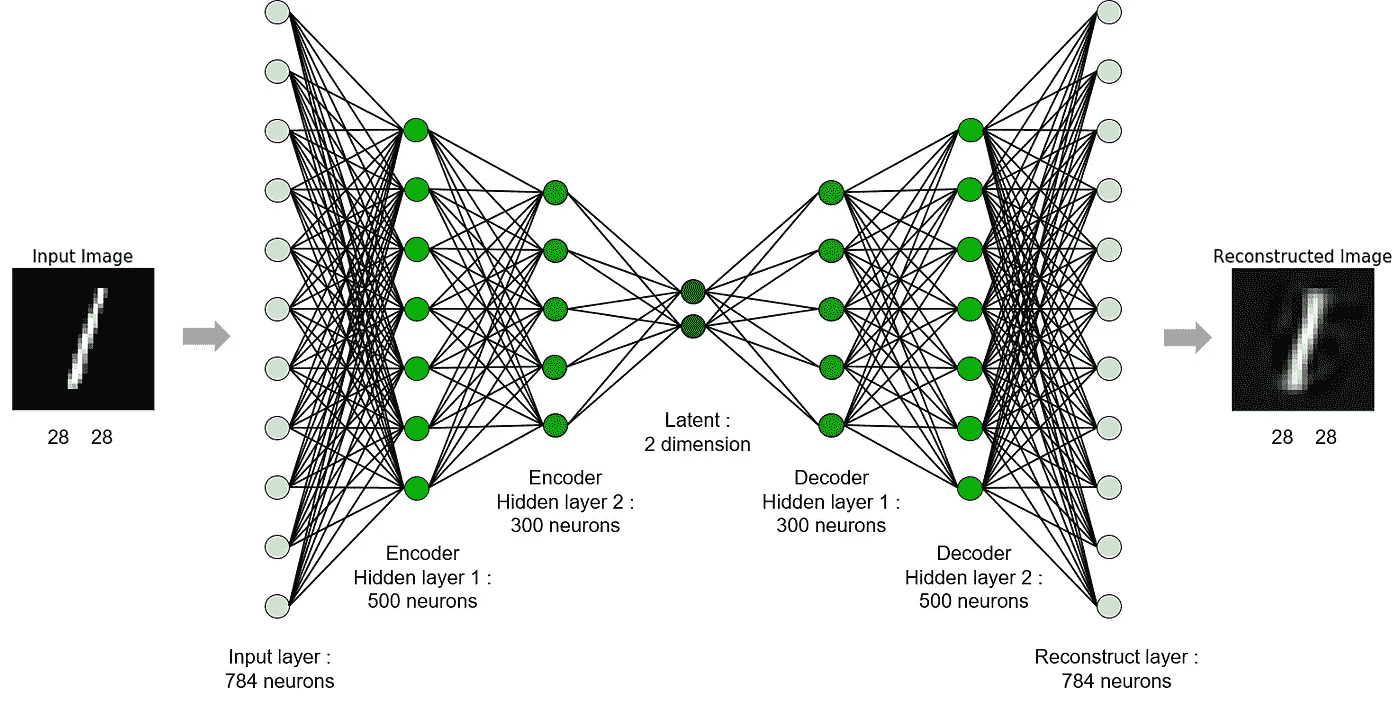 Input Image
28 28
Input layer :
784 neurons
Encoder
Hidden layer 1 :
500 neurons
Encoder
Hidden layer 2 :
300 neurons
Latent :
2 dimension
Decoder
Hidden layer 1 :
300 neurons
Decoder
Hidden layer 2 :
500 neurons
Reconstruct layer :
784 neurons
Reconstructed Image
28 28